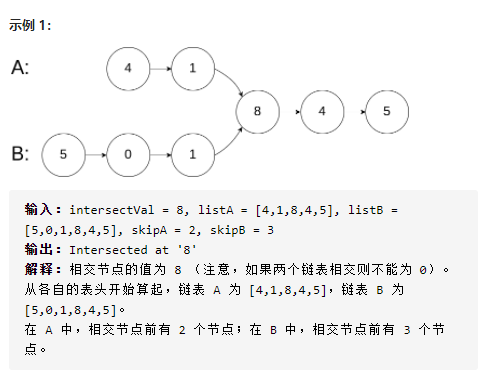 示例 1：
A: 4 1
8 4 5
B: 5 0 1
输入：intersectVal = 8, listA = [4,1,8,4,5], listB =
[5,0,1,8,4,5], skipA = 2, skipB = 3
输出：Intersected at '8'
解释：相交节点的值为 8 （注意，如果两个链表相交则不能为 0）。
从各自的表头开始算起，链表 A 为 [4,1,8,4,5]，链表 B 为
[5,0,1,8,4,5]。
在 A 中，相交节点前有 2 个节点；在 B 中，相交节点前有 3 个节
点。